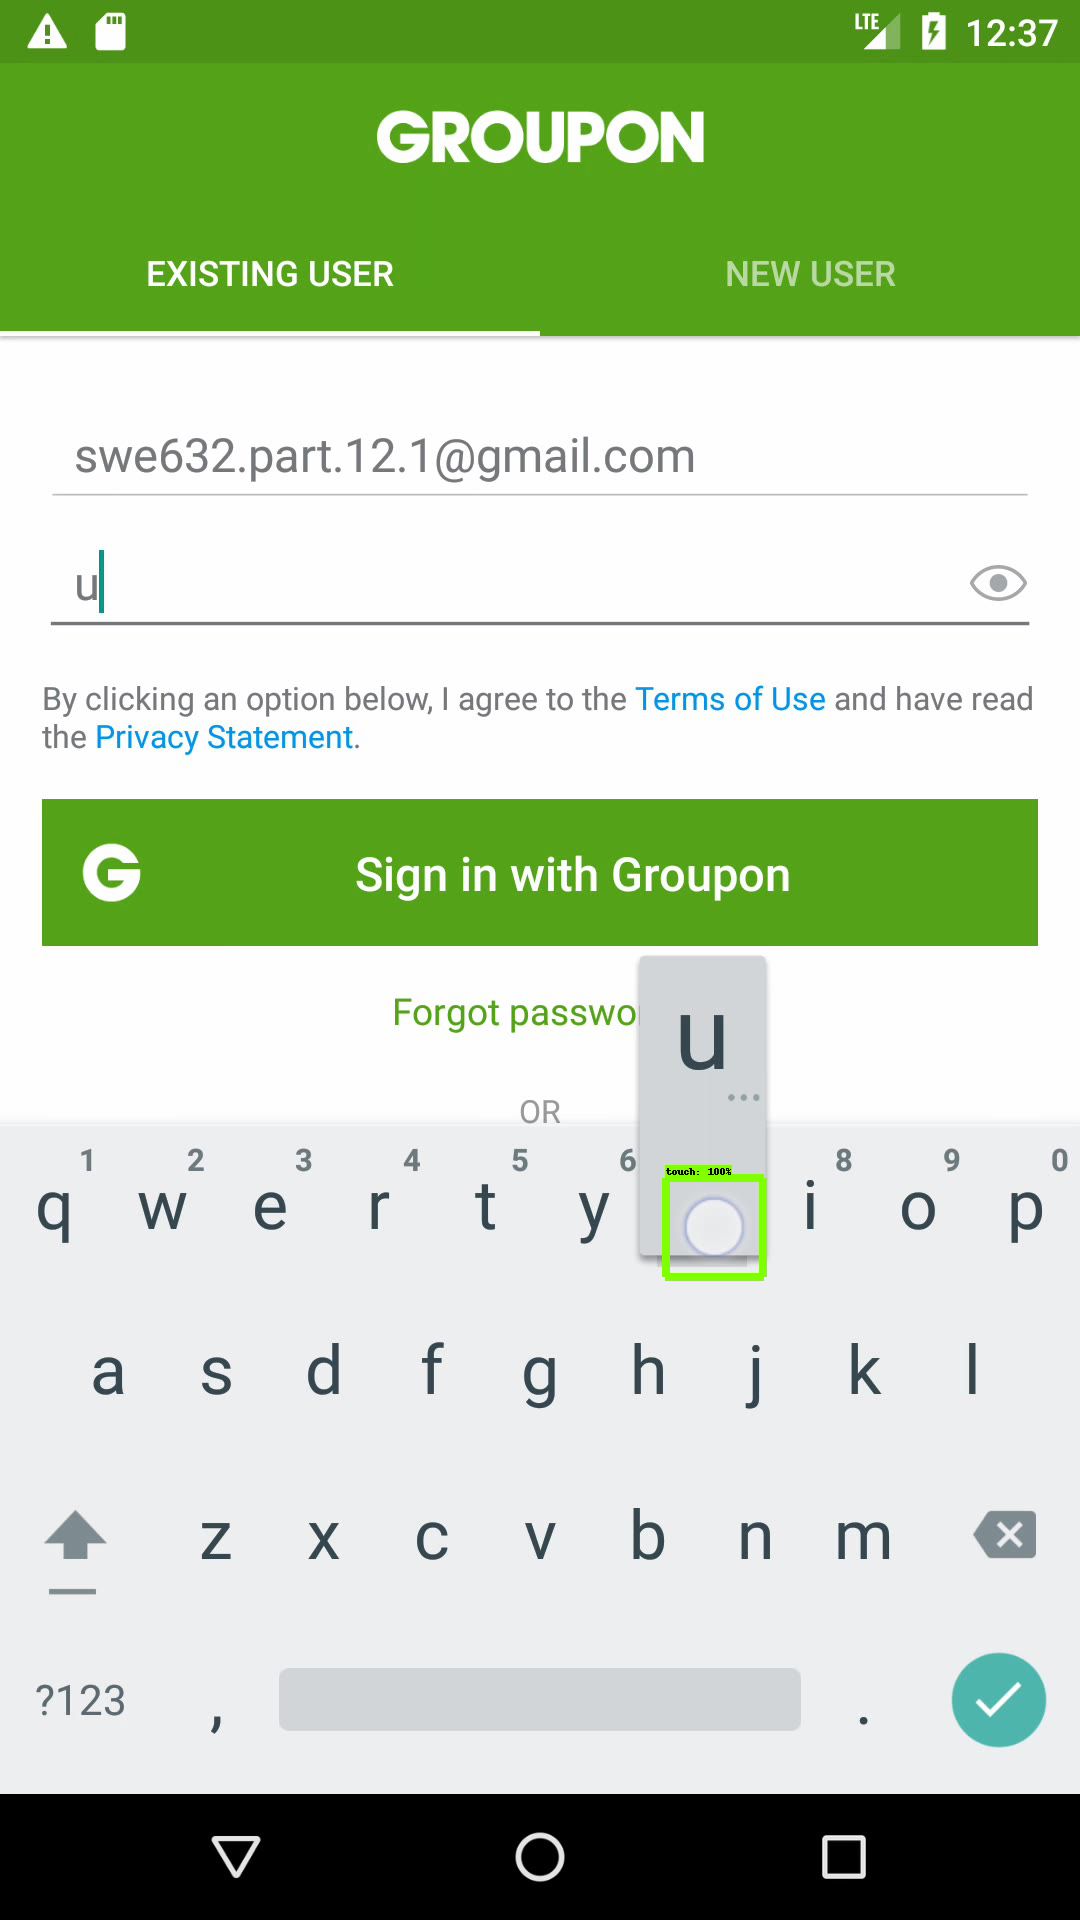 LTE 12:37
GROUPON
EXISTING USER NEW USER
swe632.part.12.1@gmail.com
u
By clicking an option below, I agree to the Terms of Use and have read
the Privacy Statement.
G Sign in with Groupon
Forgot passwo
u
...
OR
1 2 3 4 5 6 8 9 0
touch: 100%
q w e r t y i o p
a s d f g h j k l
z x c v b n m
?123 , .